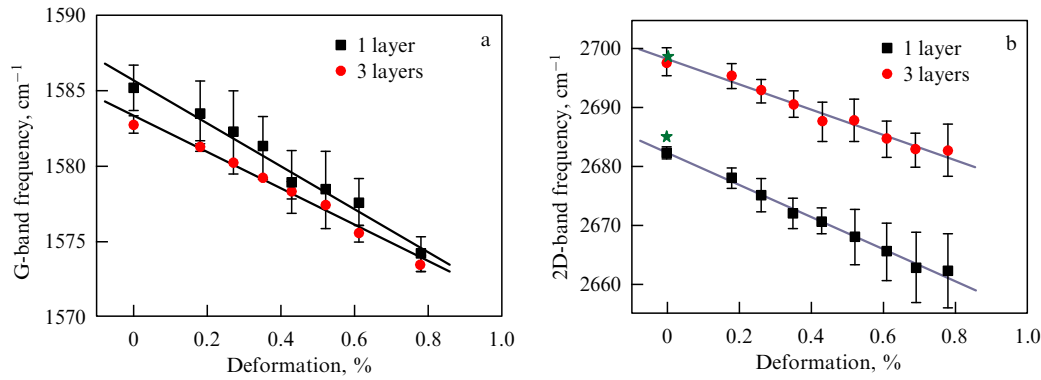 a
1 layer
3 layers
G-band frequency, cm⁻¹
1590
1585
1580
1575
1570
0 0.2 0.4 0.6 0.8 1.0
Deformation, %
b
1 layer
3 layers
2D-band frequency, cm⁻¹
2700
2690
2680
2670
2660
0 0.2 0.4 0.6 0.8 1.0
Deformation, %